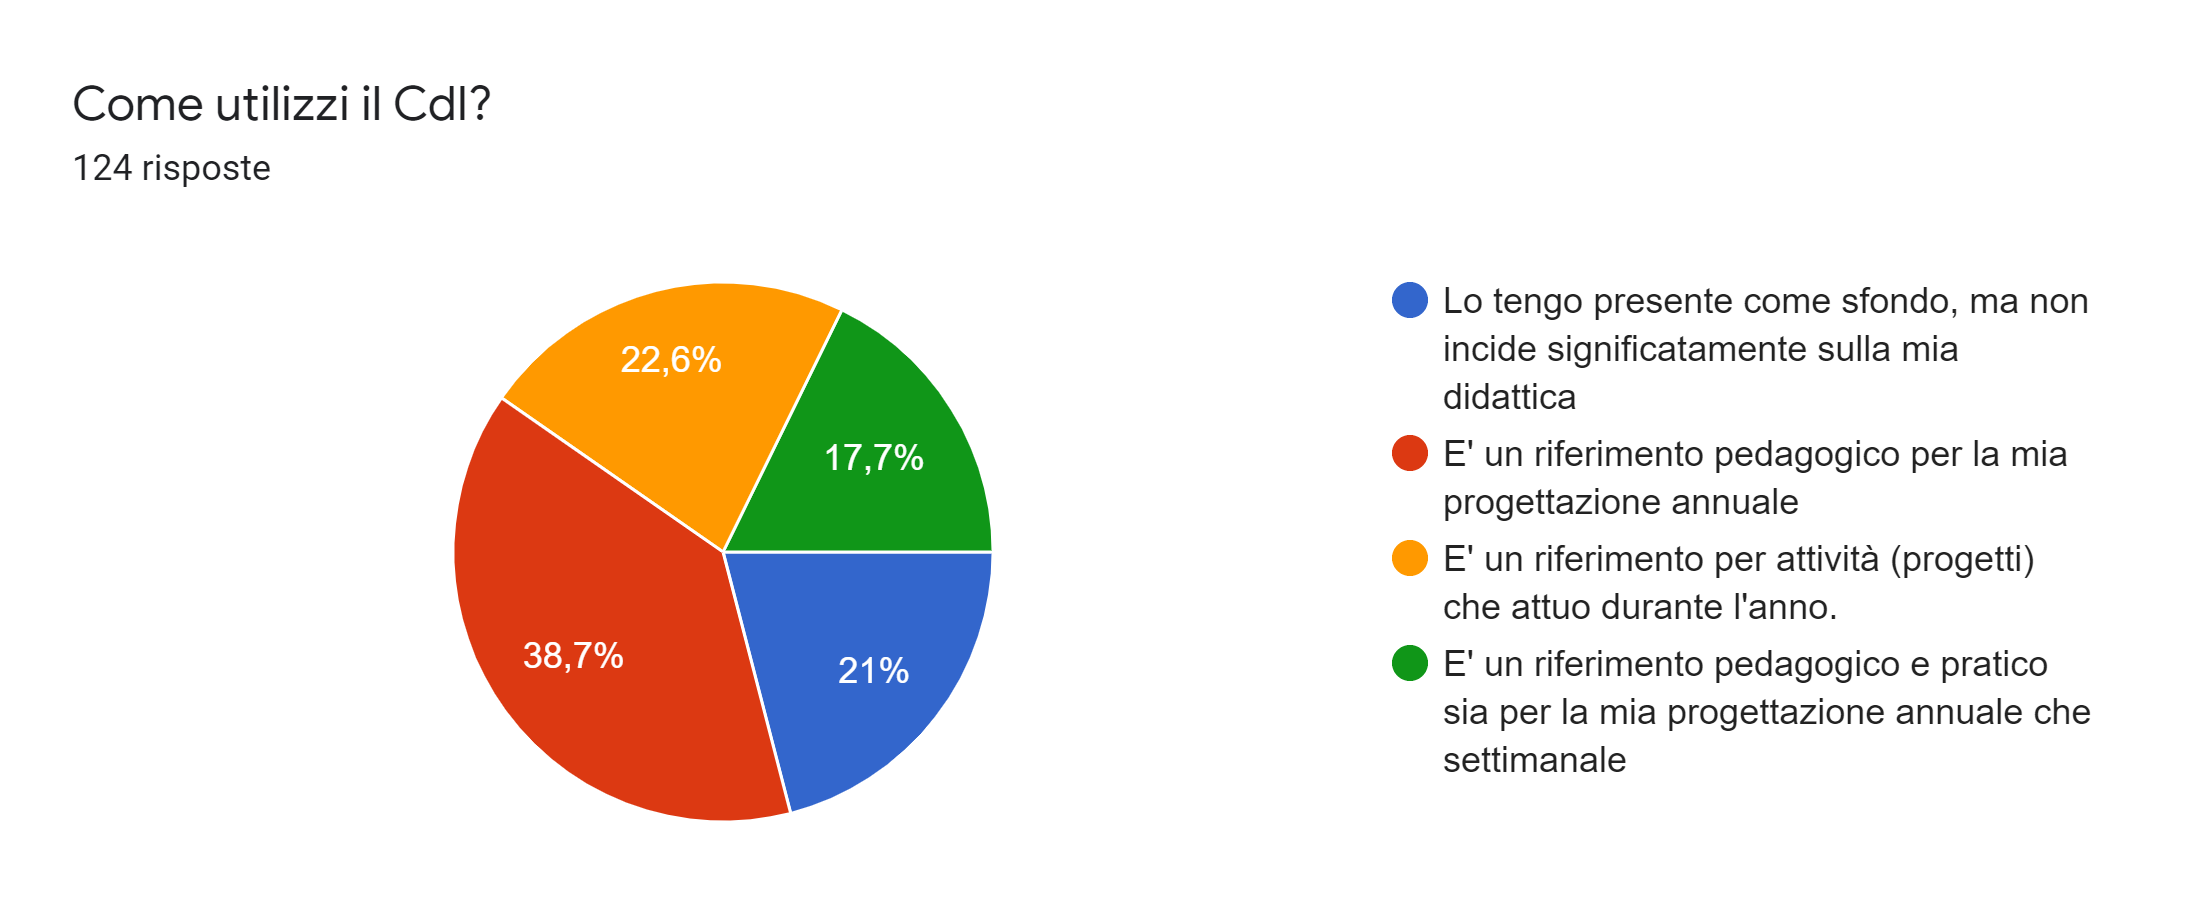 Come utilizzi il CdI?
124 risposte
22,6%
17,7%
38,7%
21%
Lo tengo presente come sfondo, ma non
incide significatamente sulla mia
didattica
E' un riferimento pedagogico per la mia
progettazione annuale
E' un riferimento per attività (progetti)
che attuo durante l'anno.
E' un riferimento pedagogico e pratico
sia per la mia progettazione annuale che
settimanale